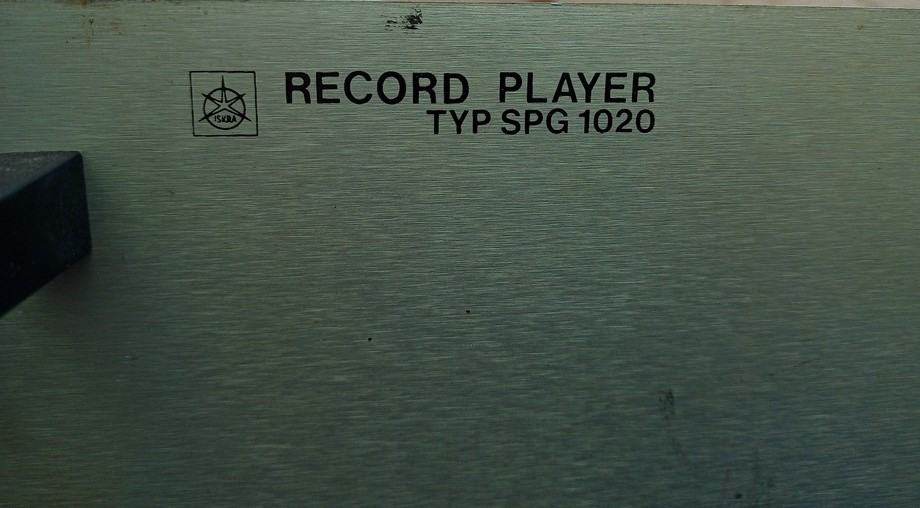 RECORD PLAYER
TYP SPG 1020
ISKRA